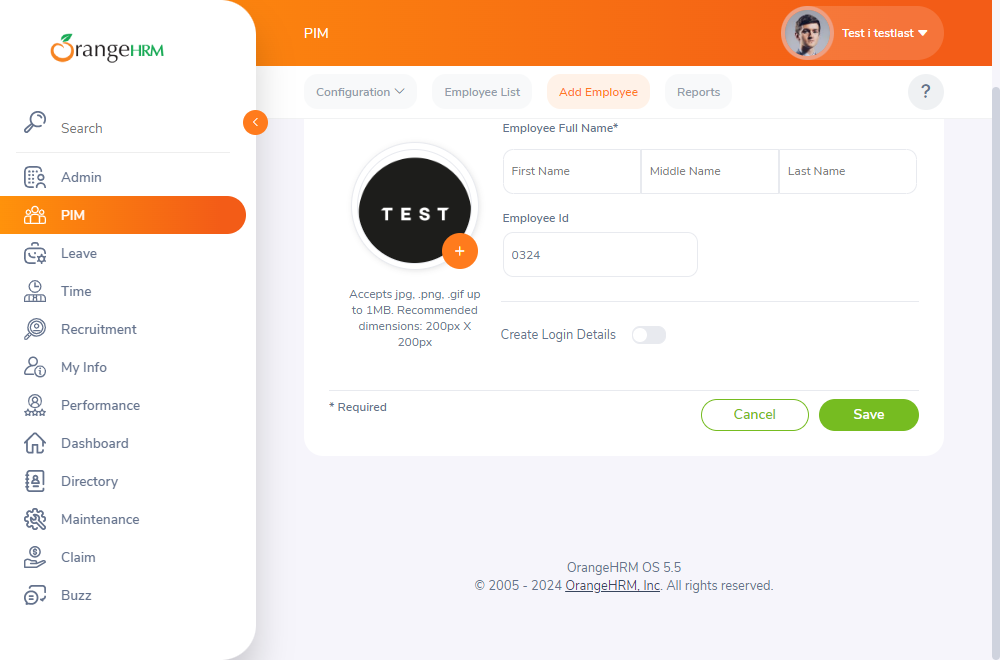 OrangeHRM
PIM
Test i testlast
Configuration
Employee List
Add Employee
Reports
?
Search
Admin
PIM
Leave
Time
Recruitment
My Info
Performance
Dashboard
Directory
Maintenance
Claim
Buzz
TEST
+
Accepts jpg, .png, .gif up
to 1MB. Recommended
dimensions: 200px X
200px
Employee Full Name*
First Name
Middle Name
Last Name
Employee Id
0324
Create Login Details
* Required
Cancel
Save
OrangeHRM OS 5.5
© 2005 - 2024 OrangeHRM, Inc. All rights reserved.